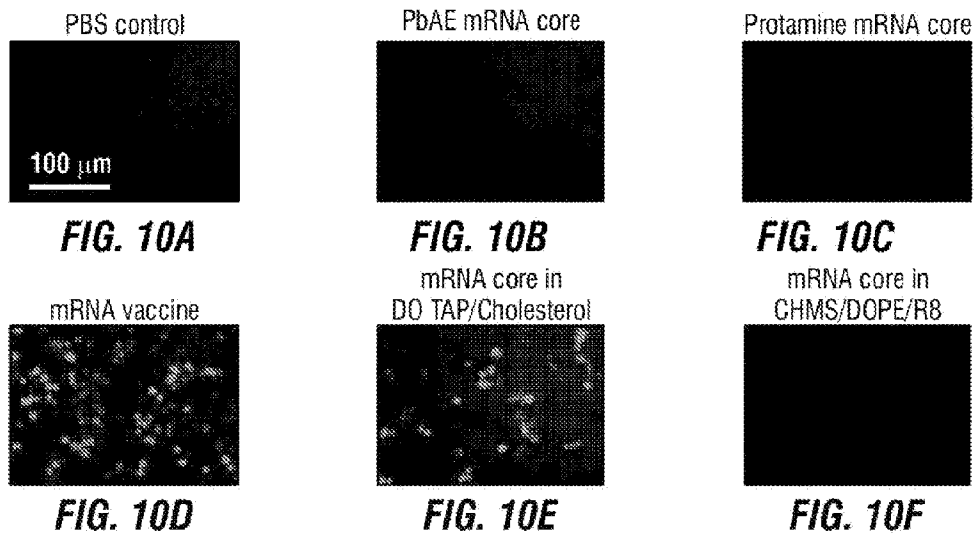 PBS control
PbAE mRNA core
Protamine mRNA core
100 μm
FIG. 10A
FIG. 10B
FIG. 10C
mRNA vaccine
mRNA core in
DO TAP/Cholesterol
mRNA core in
CHMS/DOPE/R8
FIG. 10D
FIG. 10E
FIG. 10F